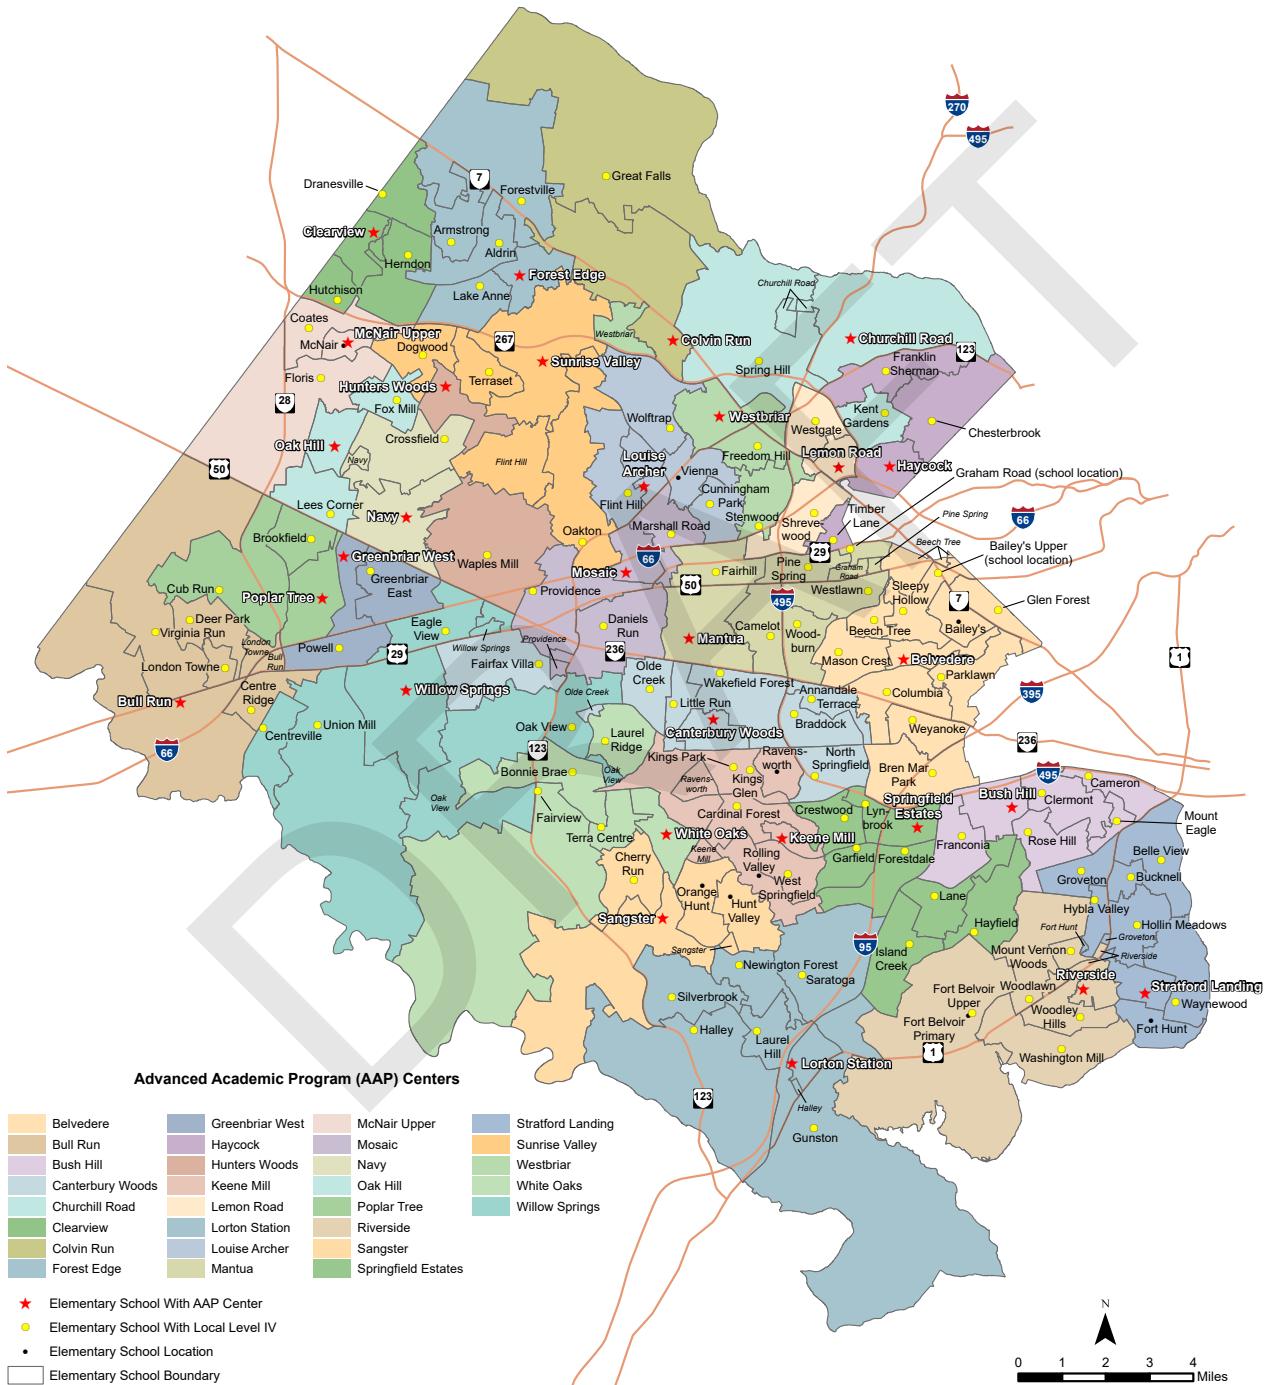 270
495
Great Falls
Dranesville
7
Forestville
Clearview
Armstrong
Aldrin
Herndon
Forest Edge
Hutchison
Lake Anne
Churchill Road
Coates
McNair Upper
McNair
Dogwood
267
Westbriar
Colvin Run
Churchill Road
123
Franklin
Sherman
Sunrise Valley
Spring Hill
Floris
Hunters Woods
Terraset
28
Fox Mill
Wolftrap
Westbriar
Kent
Gardens
Westgate
Chesterbrook
Oak Hill
Crossfield
Navy
Flint Hill
Louise
Archer
Vienna
Freedom Hill
Lemon Road
Haycock
50
Graham Road (school location)
Cunningham
Park
Flint Hill
Lees Corner
Navy
Stenwood
Shreve-
wood
Timber
Lane
Pine Spring
66
Marshall Road
Oakton
Brookfield
Greenbriar West
Waples Mill
66
29
Beech Tree
Bailey's Upper
(school location)
Greenbriar
East
Mosaic
Fairhill
Pine
Spring
Graham
Road
50
Cub Run
Poplar Tree
Providence
495
Westlawn
Sleepy
Hollow
7
Glen Forest
Deer Park
Virginia Run
Eagle
View
Daniels
Run
Camelot
Wood-
burn
Beech Tree
Bailey's
London
Towne
Bull
Run
Powell
29
Willow Springs
Providence
236
Mantua
Mason Crest
Belvedere
1
London Towne
Fairfax Villa
Olde
Creek
Wakefield Forest
Parklawn
Bull Run
Centre
Ridge
Willow Springs
Olde Creek
Annandale
Terrace
Columbia
395
Little Run
Braddock
Centreville
Union Mill
Oak View
Laurel
Ridge
Canterbury Woods
Weyanoke
236
66
123
Kings Park
Ravens-
worth
North
Springfield
Bonnie Brae
Oak
View
Ravens-
worth
Kings
Glen
Bren Mar
Park
495
Cameron
Oak
View
Fairview
Cardinal Forest
Crestwood
Lyn-
brook
Springfield
Estates
Bush Hill
Clermont
Mount
Eagle
Terra Centre
White Oaks
Keene
Mill
Keene Mill
Garfield
Forestdale
Franconia
Rose Hill
Belle View
Cherry
Run
Rolling
Valley
West
Springfield
Groveton
Bucknell
Orange
Hunt
Hunt
Valley
Lane
Hybla Valley
Sangster
Hayfield
Fort Hunt
Hollin Meadows
Groveton
95
Island
Creek
Sangster
Mount Vernon
Woods
Riverside
Newington Forest
Saratoga
Riverside
Stratford Landing
Silverbrook
Fort Belvoir
Upper
Woodlawn
Waynewood
Halley
Laurel
Hill
Fort Belvoir
Primary
Woodley
Hills
Fort Hunt
Lorton Station
1
Washington Mill
123
Halley
Gunston
DRAFT
Advanced Academic Program (AAP) Centers
Belvedere
Bull Run
Bush Hill
Canterbury Woods
Churchill Road
Clearview
Colvin Run
Forest Edge
Greenbriar West
Haycock
Hunters Woods
Keene Mill
Lemon Road
Lorton Station
Louise Archer
Mantua
McNair Upper
Mosaic
Navy
Oak Hill
Poplar Tree
Riverside
Sangster
Springfield Estates
Stratford Landing
Sunrise Valley
Westbriar
White Oaks
Willow Springs
Elementary School With AAP Center
Elementary School With Local Level IV
Elementary School Location
Elementary School Boundary
N
0 1 2 3 4
Miles